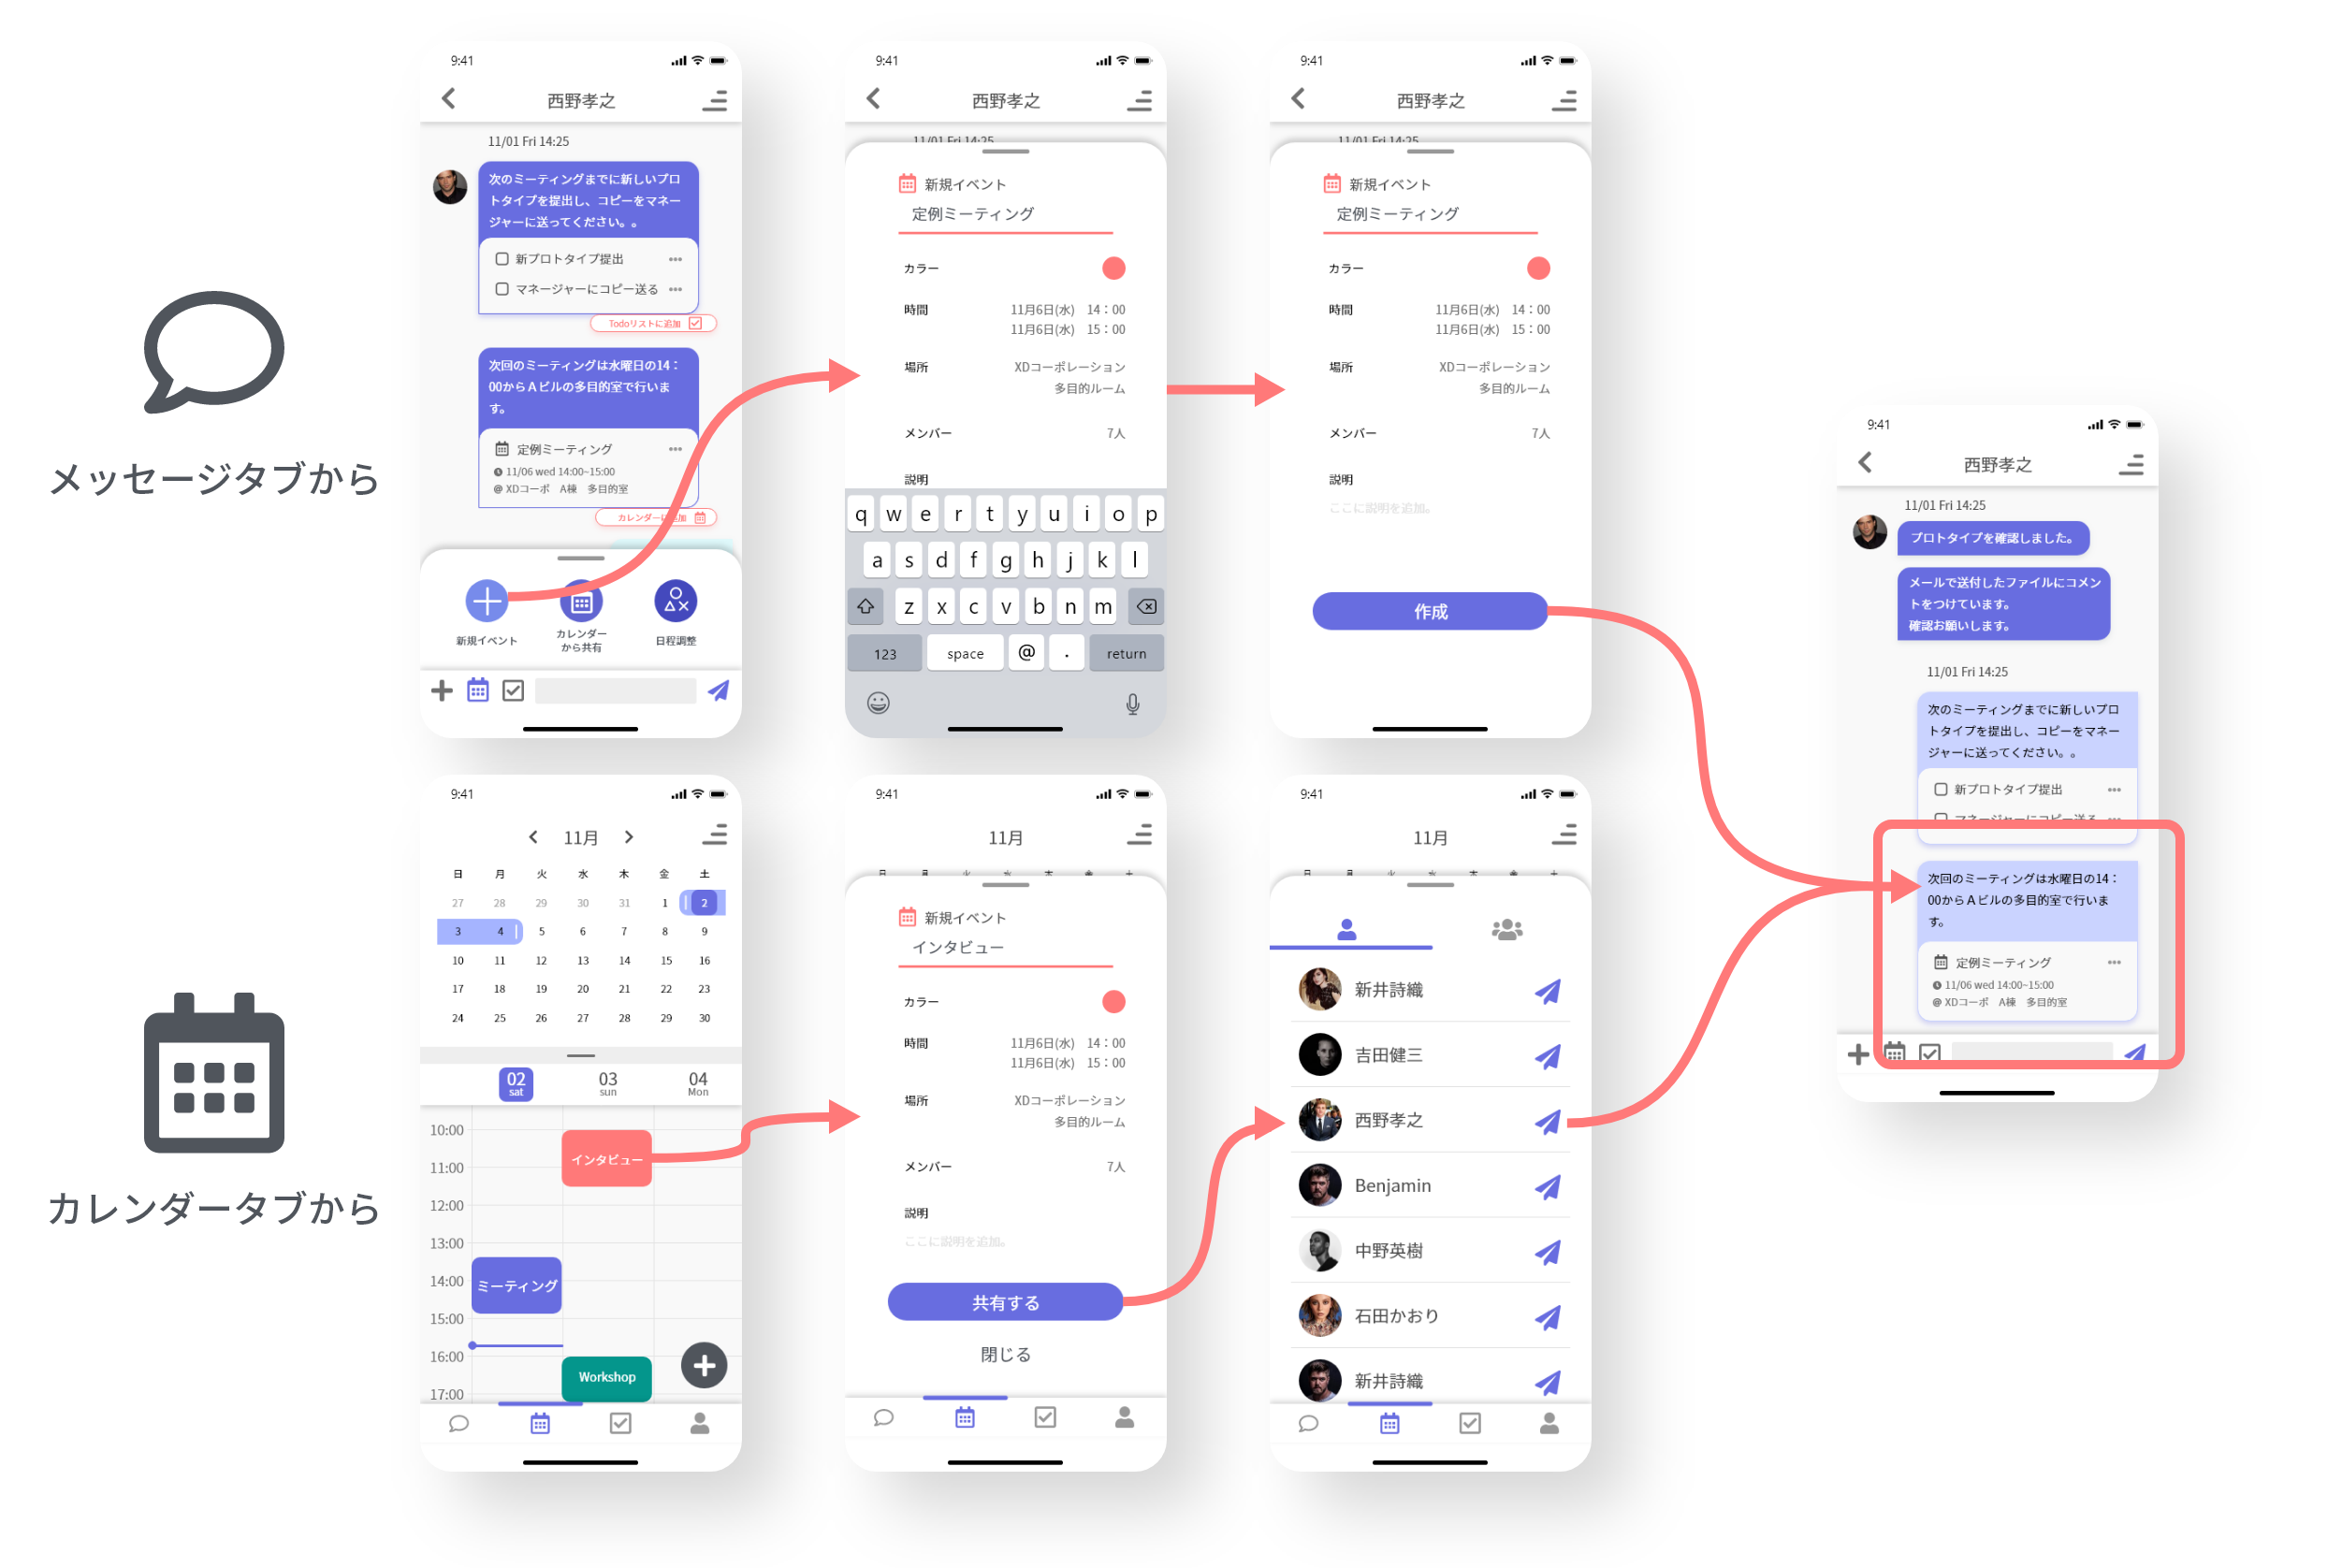 メッセージタブから
9:41
西野孝之
11/01 Fri 14:25
次のミーティングまでに新しいプロ
トタイプを提出し、コピーをマネー
ジャーに送ってください。。
新プロトタイプ提出
マネージャーにコピー送る
Todoリストに追加
次回のミーティングは水曜日の14：
00からAビルの多目的室で行いま
す。
定例ミーティング
11/06 wed 14:00~15:00
@ XDコーポ　A棟　多目的室
カレンダーに追加
新規イベント
カレンダー
から共有
日程調整
9:41
西野孝之
11/01 Fri 14:25
新規イベント
定例ミーティング
カラー
時間 11月6日(水) 14：00
11月6日(水) 15：00
場所 XDコーポレーション
多目的ルーム
メンバー 7人
説明
q w e r t y u i o p
a s d f g h j k l
z x c v b n m
123 space @ . return
9:41
西野孝之
11/01 Fri 14:25
新規イベント
定例ミーティング
カラー
時間 11月6日(水) 14：00
11月6日(水) 15：00
場所 XDコーポレーション
多目的ルーム
メンバー 7人
説明
ここに説明を追加。
作成
9:41
西野孝之
11/01 Fri 14:25
プロトタイプを確認しました。
メールで送付したファイルにコメン
トをつけています。
確認お願いします。
11/01 Fri 14:25
次のミーティングまでに新しいプロ
トタイプを提出し、コピーをマネー
ジャーに送ってください。。
新プロトタイプ提出
マネージャーにコピー送る
次回のミーティングは水曜日の14：
00からAビルの多目的室で行いま
す。
定例ミーティング
11/06 wed 14:00~15:00
@ XDコーポ　A棟　多目的室
カレンダータブから
9:41
11月
日 月 火 水 木 金 土
27 28 29 30 31 1 2
3 4 5 6 7 8 9
10 11 12 13 14 15 16
17 18 19 20 21 22 23
24 25 26 27 28 29 30
02 03 04
sat sun Mon
10:00
11:00
インタビュー
12:00
13:00
14:00
ミーティング
15:00
16:00
Workshop
17:00
9:41
11月
日 月 火 水 木 金 土
新規イベント
インタビュー
カラー
時間 11月6日(水) 14：00
11月6日(水) 15：00
場所 XDコーポレーション
多目的ルーム
メンバー 7人
説明
ここに説明を追加。
共有する
閉じる
9:41
11月
日 月 火 水 木 金 土
新井詩織
吉田健三
西野孝之
Benjamin
中野英樹
石田かおり
新井詩織